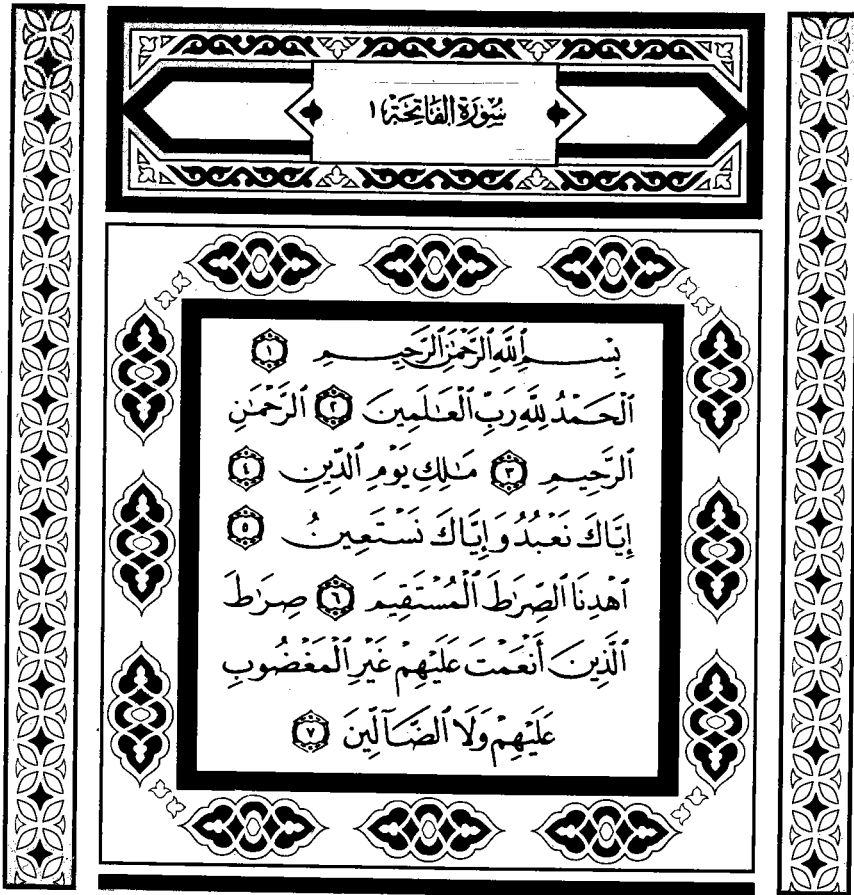 سُورَةُ الفَاتِحَةِ ١
بِسْمِ ٱللَّهِ ٱلرَّحْمَٰنِ ٱلرَّحِيمِ ١
ٱلْحَمْدُ لِلَّهِ رَبِّ ٱلْعَٰلَمِينَ ٢ ٱلرَّحْمَٰنِ
ٱلرَّحِيمِ ٣ مَٰلِكِ يَوْمِ ٱلدِّينِ ٤
إِيَّاكَ نَعْبُدُ وَإِيَّاكَ نَسْتَعِينُ ٥
ٱهْدِنَا ٱلصِّرَٰطَ ٱلْمُسْتَقِيمَ ٦ صِرَٰطَ
ٱلَّذِينَ أَنْعَمْتَ عَلَيْهِمْ غَيْرِ ٱلْمَغْضُوبِ
عَلَيْهِمْ وَلَا ٱلضَّآلِّينَ ٧